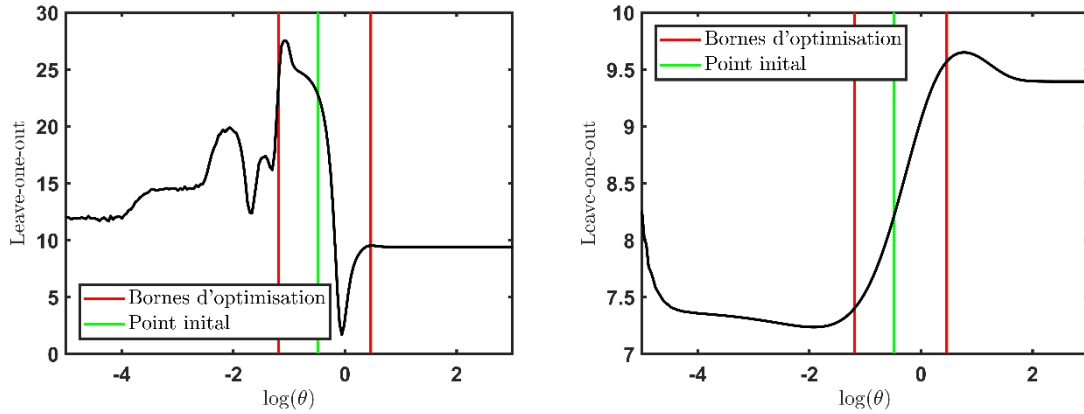 30
25
20
15
10
5
0
Leave-one-out
Bornes d'optimisation
Point inital
-4
-2
0
2
log(θ)
10
9.5
9
8.5
8
7.5
7
Leave-one-out
Bornes d'optimisation
Point inital
-4
-2
0
2
log(θ)